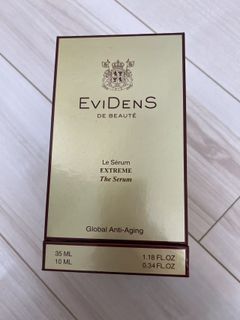 EviDenS
DE BEAUTÉ
Le Sérum
EXTREME
The Serum
Global Anti-Aging
35 ML 1.18 FL.OZ
10 ML 0.34 FL.OZ